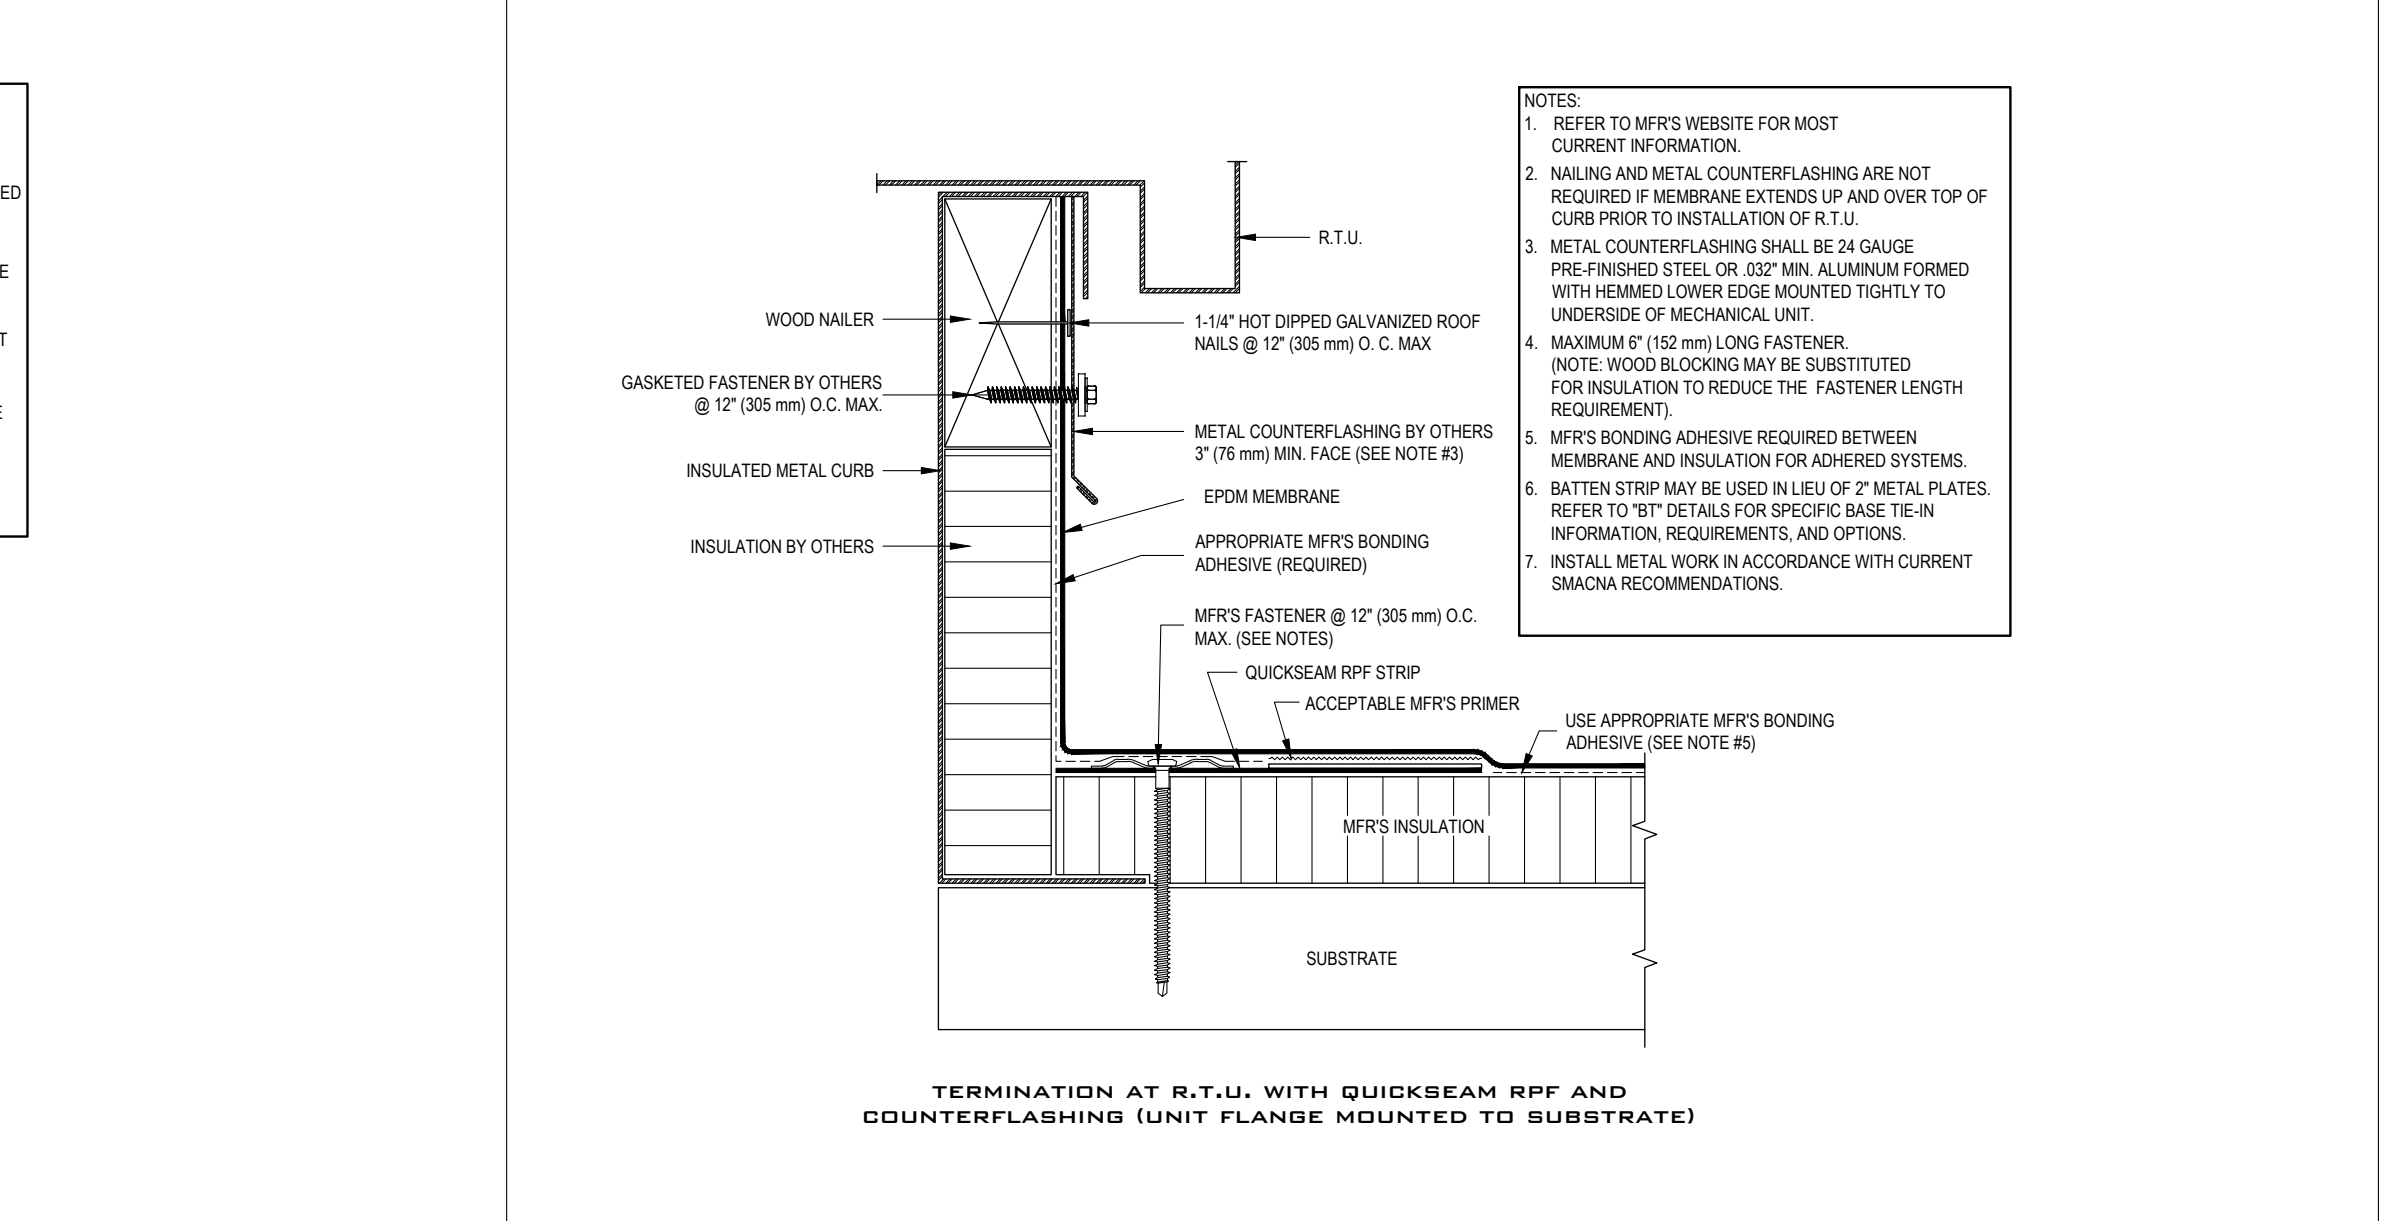 ED
E
T
E
R.T.U.
WOOD NAILER
1-1/4" HOT DIPPED GALVANIZED ROOF
NAILS @ 12" (305 mm) O. C. MAX
GASKETED FASTENER BY OTHERS
@ 12" (305 mm) O.C. MAX.
METAL COUNTERFLASHING BY OTHERS
3" (76 mm) MIN. FACE (SEE NOTE #3)
INSULATED METAL CURB
EPDM MEMBRANE
INSULATION BY OTHERS
APPROPRIATE MFR'S BONDING
ADHESIVE (REQUIRED)
MFR'S FASTENER @ 12" (305 mm) O.C.
MAX. (SEE NOTES)
QUICKSEAM RPF STRIP
ACCEPTABLE MFR'S PRIMER
USE APPROPRIATE MFR'S BONDING
ADHESIVE (SEE NOTE #5)
MFR'S INSULATION
SUBSTRATE
NOTES:
1. REFER TO MFR'S WEBSITE FOR MOST
CURRENT INFORMATION.
2. NAILING AND METAL COUNTERFLASHING ARE NOT
REQUIRED IF MEMBRANE EXTENDS UP AND OVER TOP OF
CURB PRIOR TO INSTALLATION OF R.T.U.
3. METAL COUNTERFLASHING SHALL BE 24 GAUGE
PRE-FINISHED STEEL OR .032" MIN. ALUMINUM FORMED
WITH HEMMED LOWER EDGE MOUNTED TIGHTLY TO
UNDERSIDE OF MECHANICAL UNIT.
4. MAXIMUM 6" (152 mm) LONG FASTENER.
(NOTE: WOOD BLOCKING MAY BE SUBSTITUTED
FOR INSULATION TO REDUCE THE FASTENER LENGTH
REQUIREMENT).
5. MFR'S BONDING ADHESIVE REQUIRED BETWEEN
MEMBRANE AND INSULATION FOR ADHERED SYSTEMS.
6. BATTEN STRIP MAY BE USED IN LIEU OF 2" METAL PLATES.
REFER TO "BT" DETAILS FOR SPECIFIC BASE TIE-IN
INFORMATION, REQUIREMENTS, AND OPTIONS.
7. INSTALL METAL WORK IN ACCORDANCE WITH CURRENT
SMACNA RECOMMENDATIONS.
TERMINATION AT R.T.U. WITH QUICKSEAM RPF AND
COUNTERFLASHING (UNIT FLANGE MOUNTED TO SUBSTRATE)